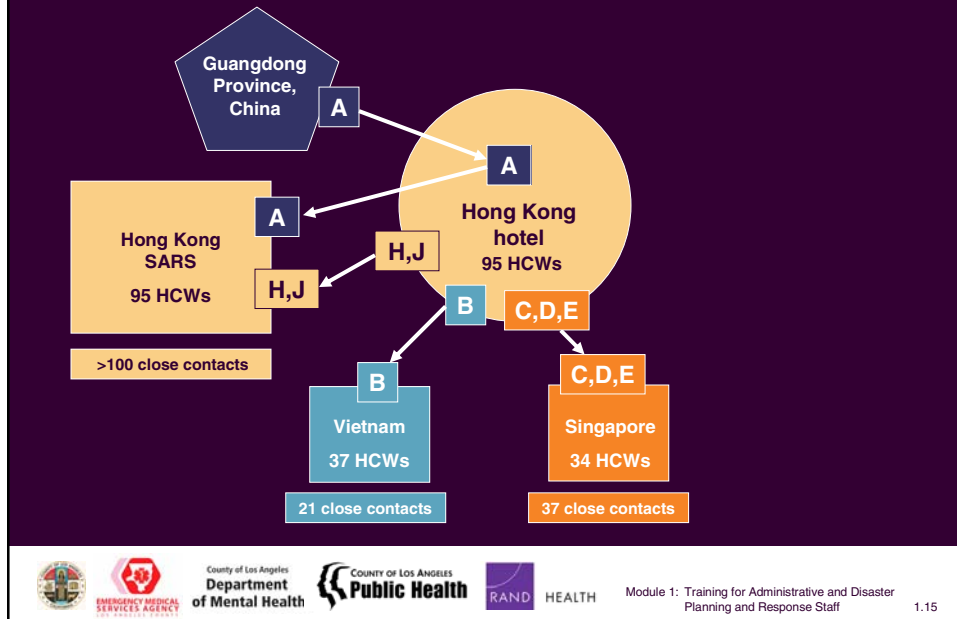 Guangdong
Province,
China
A
A
A
Hong Kong
hotel
95 HCWs
Hong Kong
SARS
95 HCWs
H,J
H,J
>100 close contacts
B
C,D,E
B
Vietnam
37 HCWs
21 close contacts
C,D,E
Singapore
34 HCWs
37 close contacts
EMERGENCY MEDICAL
SERVICES AGENCY
LOS ANGELES COUNTY
County of Los Angeles
Department
of Mental Health
COUNTY OF LOS ANGELES
Public Health
RAND HEALTH
Module 1: Training for Administrative and Disaster
Planning and Response Staff 1.15